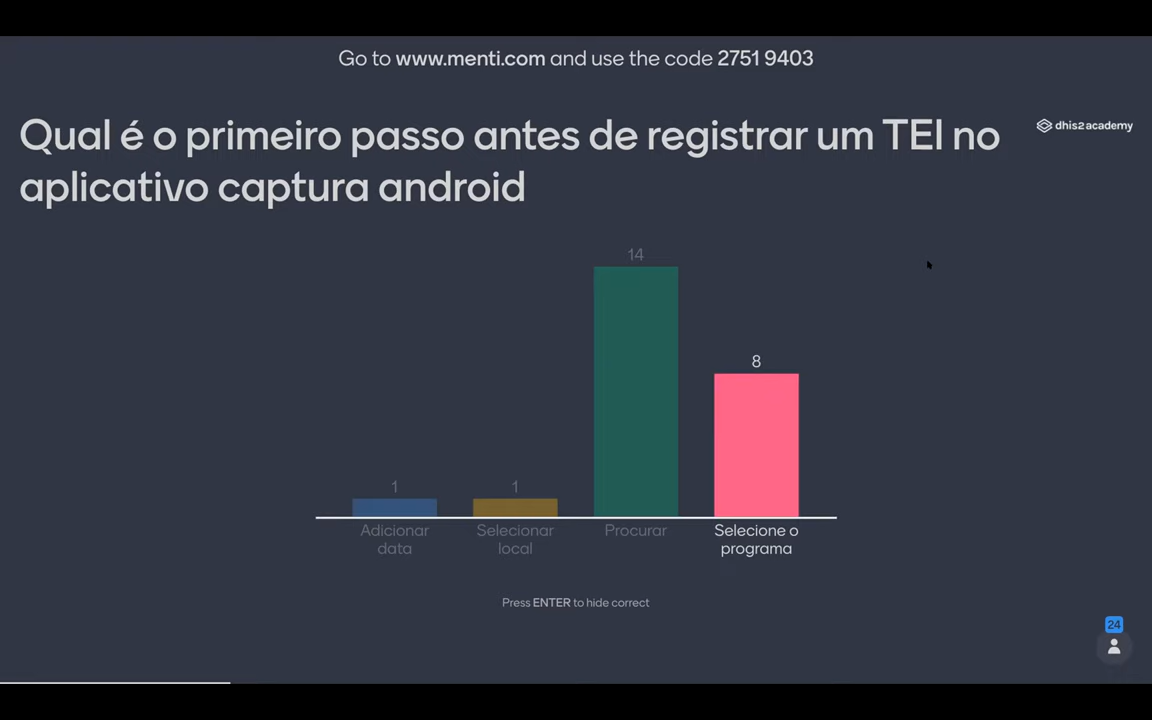 Go to www.menti.com and use the code 2751 9403
Qual é o primeiro passo antes de registrar um TEI no
aplicativo captura android
dhis2 academy
14
8
1
1
Adicionar
data
Selecionar
local
Procurar
Selecione o
programa
Press ENTER to hide correct
24